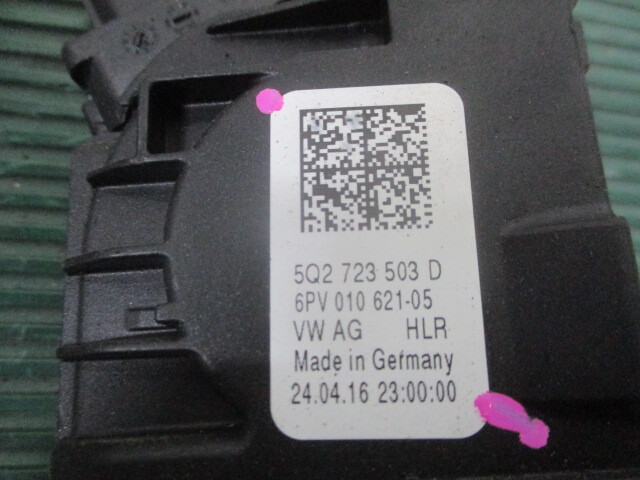 5Q2 723 503 D
6PV 010 621-05
VW AG HLR
Made in Germany
24.04.16 23:00:00